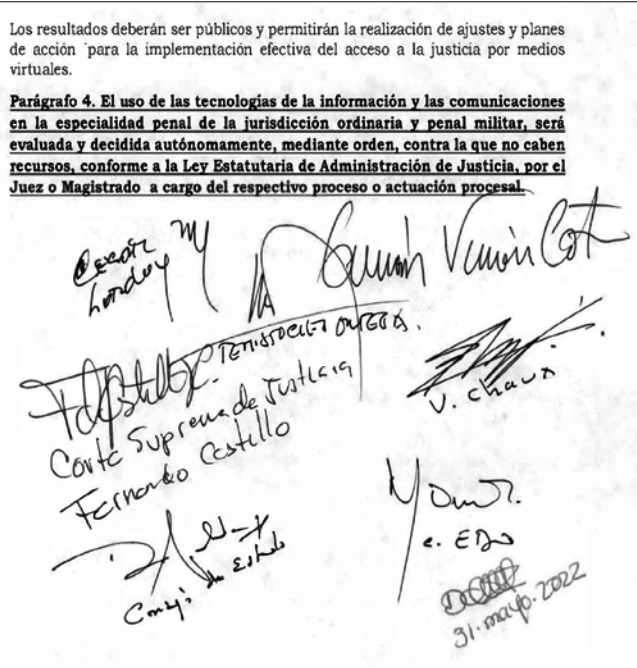 Los resultados deberán ser públicos y permitirán la realización de ajustes y planes
de acción para la implementación efectiva del acceso a la justicia por medios
virtuales.
Parágrafo 4. El uso de las tecnologías de la información y las comunicaciones
en la especialidad penal de la jurisdicción ordinaria y penal militar, será
evaluada y decidida autónomamente, mediante orden, contra la que no caben
recursos, conforme a la Ley Estatutaria de Administración de Justicia, por el
Juez o Magistrado a cargo del respectivo proceso o actuación procesal.
Germán Varón Cot
TEMISTOCLES ORTEGA.
V. Chaux
Corte Suprema de Justicia
Fernando Castillo
c. EDO
31.mayo.2022